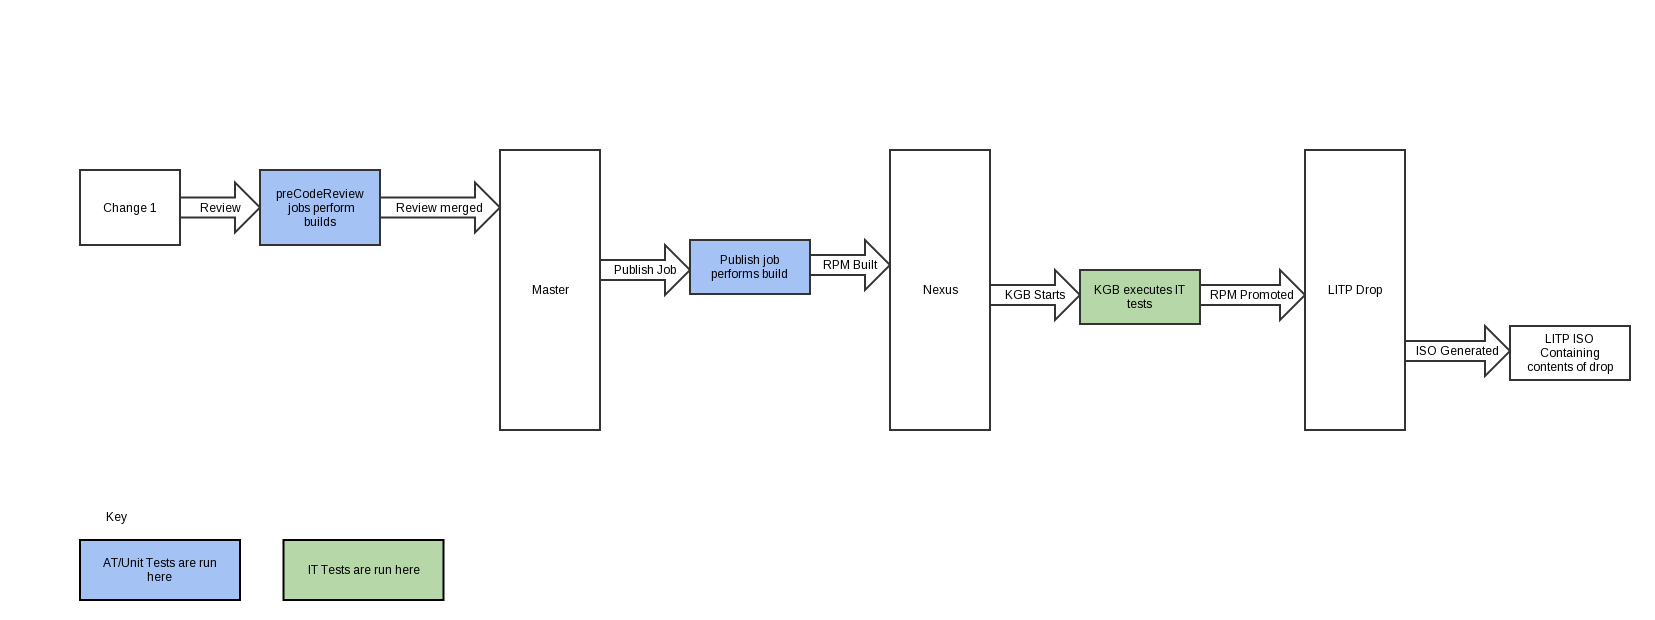 Change 1
Review
preCodeReview
jobs perform
builds
Review merged
Master
Publish Job
Publish job
performs build
RPM Built
Nexus
KGB Starts
KGB executes IT
tests
RPM Promoted
LITP Drop
ISO Generated
LITP ISO
Containing
contents of drop
Key
AT/Unit Tests are run
here
IT Tests are run here